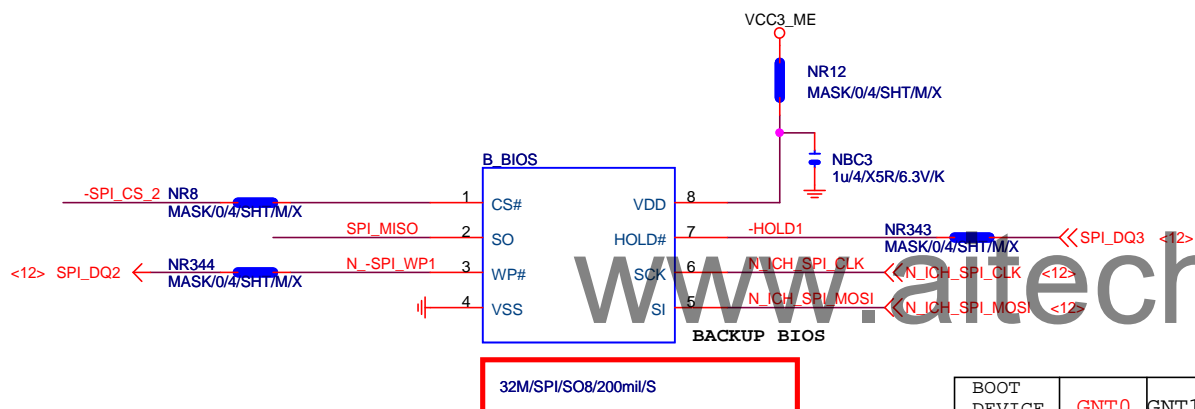 VCC3_ME
NR12
MASK/0/4/SHT/M/X
NBC3
1u/4/X5R/6.3V/K
B_BIOS
-SPI_CS_2 NR8 1 CS# VDD 8
MASK/0/4/SHT/M/X
SPI_MISO 2 SO HOLD# 7 -HOLD1 NR343 SPI_DQ3 <12>
MASK/0/4/SHT/M/X
<12> SPI_DQ2 NR344 N_-SPI_WP1 3 WP# SCK 6 N_ICH_SPI_CLK N_ICH_SPI_CLK <12>
MASK/0/4/SHT/M/X
4 VSS SI 5 N_ICH_SPI_MOSI N_ICH_SPI_MOSI <12>
www.aitech
BACKUP BIOS
32M/SPI/SO8/200mil/S
BOOT
DEVICE GNT0 GNT1